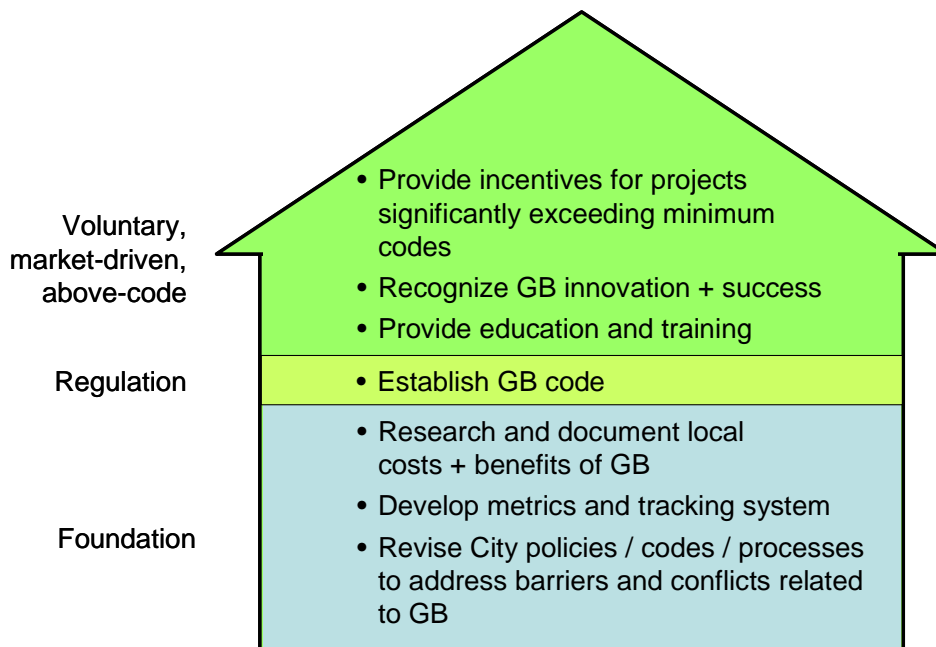 Voluntary,
market-driven,
above-code
• Provide incentives for projects
significantly exceeding minimum
codes
• Recognize GB innovation + success
• Provide education and training
Regulation
• Establish GB code
Foundation
• Research and document local
costs + benefits of GB
• Develop metrics and tracking system
• Revise City policies / codes / processes
to address barriers and conflicts related
to GB